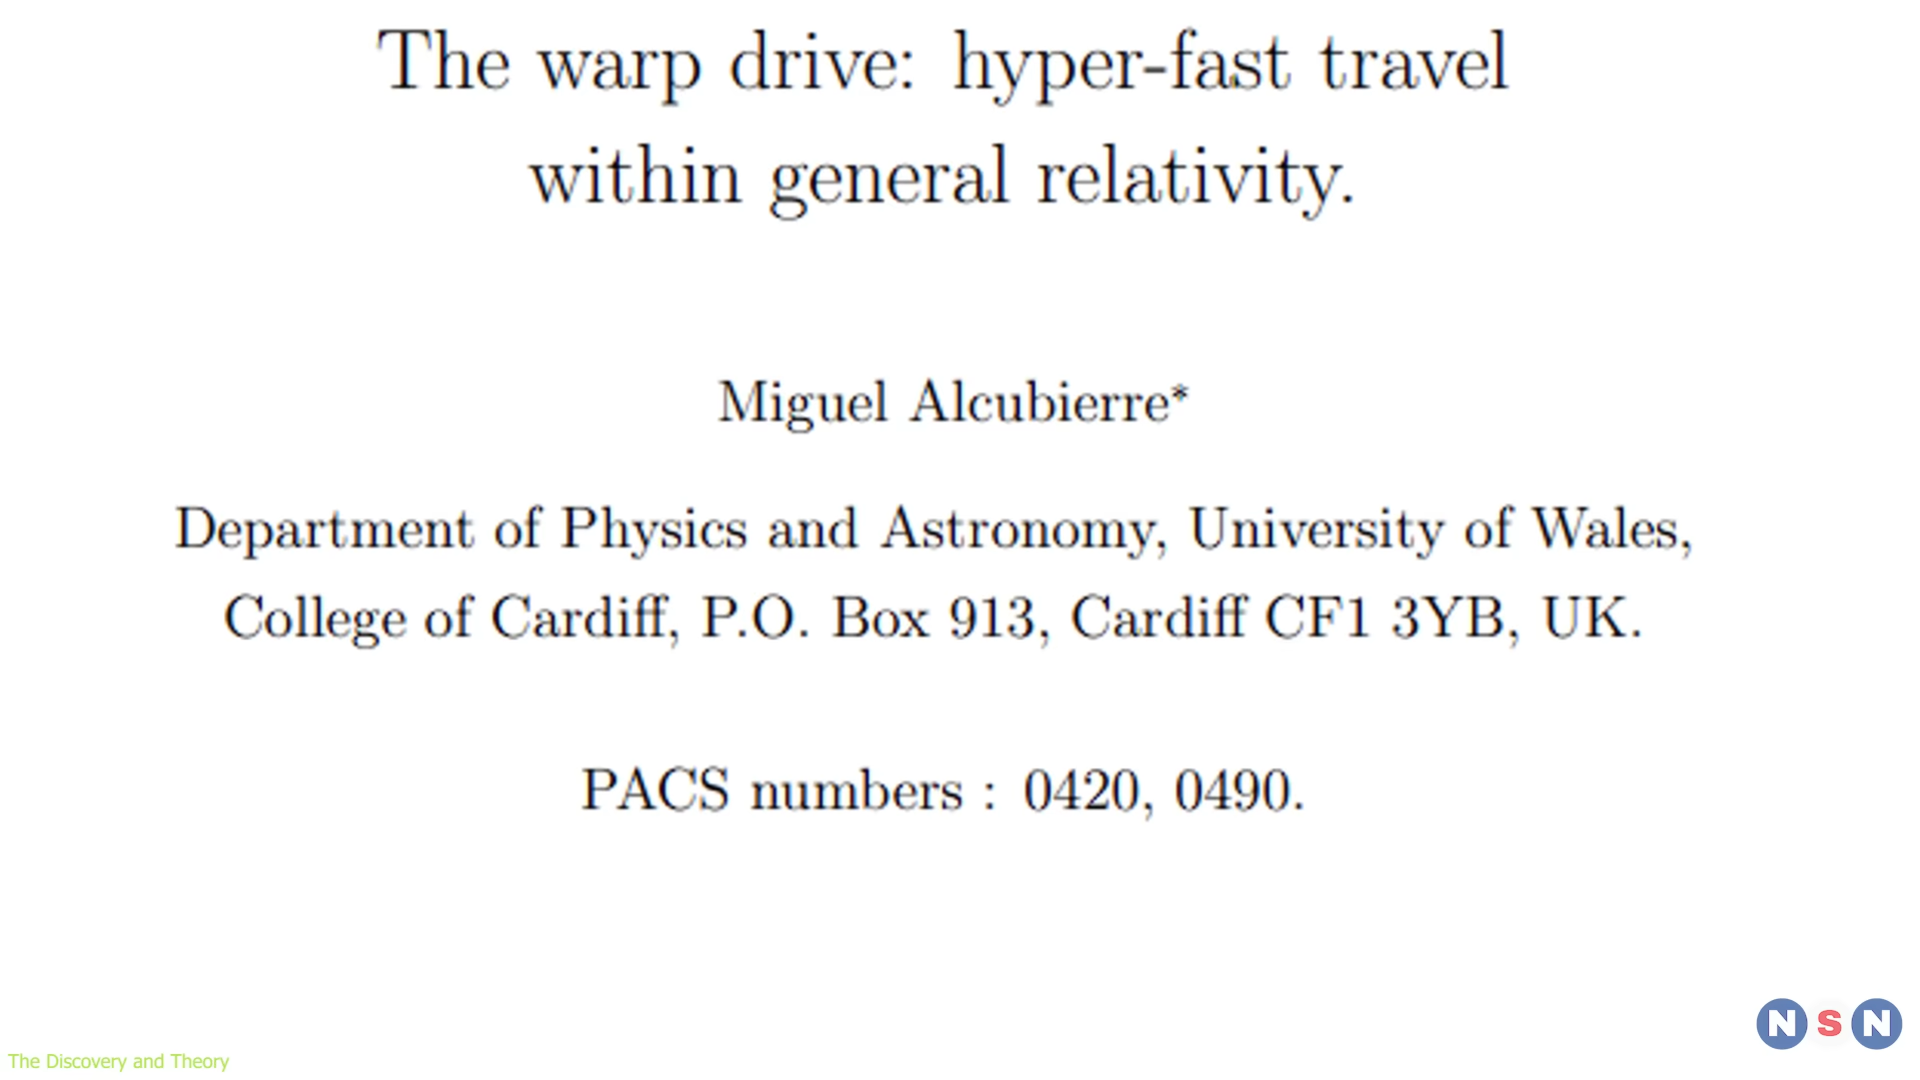 The warp drive: hyper-fast travel
within general relativity.
Miguel Alcubierre*
Department of Physics and Astronomy, University of Wales,
College of Cardiff, P.O. Box 913, Cardiff CF1 3YB, UK.
PACS numbers : 0420, 0490.
N S N
The Discovery and Theory